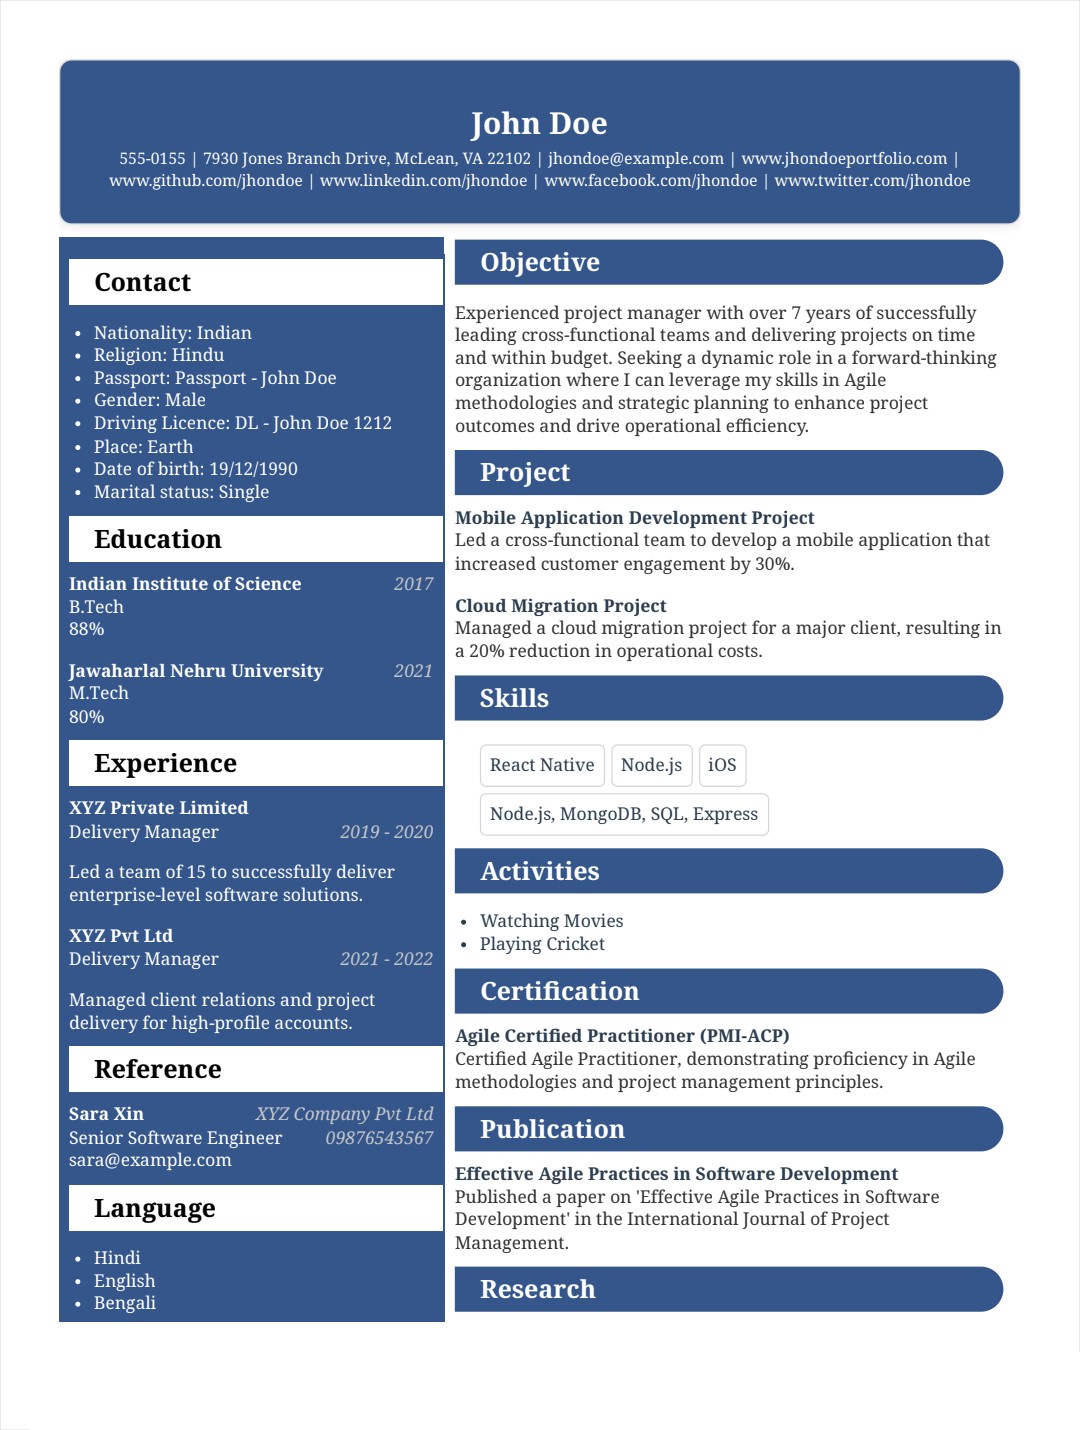 John Doe
555-0155 | 7930 Jones Branch Drive, McLean, VA 22102 | jhondoe@example.com | www.jhondoeportfolio.com |
www.github.com/jhondoe | www.linkedin.com/jhondoe | www.facebook.com/jhondoe | www.twitter.com/jhondoe
Contact
• Nationality: Indian
• Religion: Hindu
• Passport: Passport - John Doe
• Gender: Male
• Driving Licence: DL - John Doe 1212
• Place: Earth
• Date of birth: 19/12/1990
• Marital status: Single
Education
Indian Institute of Science 2017
B.Tech
88%
Jawaharlal Nehru University 2021
M.Tech
80%
Experience
XYZ Private Limited
Delivery Manager 2019 - 2020
Led a team of 15 to successfully deliver
enterprise-level software solutions.
XYZ Pvt Ltd
Delivery Manager 2021 - 2022
Managed client relations and project
delivery for high-profile accounts.
Reference
Sara Xin XYZ Company Pvt Ltd
Senior Software Engineer 09876543567
sara@example.com
Language
• Hindi
• English
• Bengali
Objective
Experienced project manager with over 7 years of successfully
leading cross-functional teams and delivering projects on time
and within budget. Seeking a dynamic role in a forward-thinking
organization where I can leverage my skills in Agile
methodologies and strategic planning to enhance project
outcomes and drive operational efficiency.
Project
Mobile Application Development Project
Led a cross-functional team to develop a mobile application that
increased customer engagement by 30%.
Cloud Migration Project
Managed a cloud migration project for a major client, resulting in
a 20% reduction in operational costs.
Skills
React Native Node.js iOS
Node.js, MongoDB, SQL, Express
Activities
• Watching Movies
• Playing Cricket
Certification
Agile Certified Practitioner (PMI-ACP)
Certified Agile Practitioner, demonstrating proficiency in Agile
methodologies and project management principles.
Publication
Effective Agile Practices in Software Development
Published a paper on 'Effective Agile Practices in Software
Development' in the International Journal of Project
Management.
Research